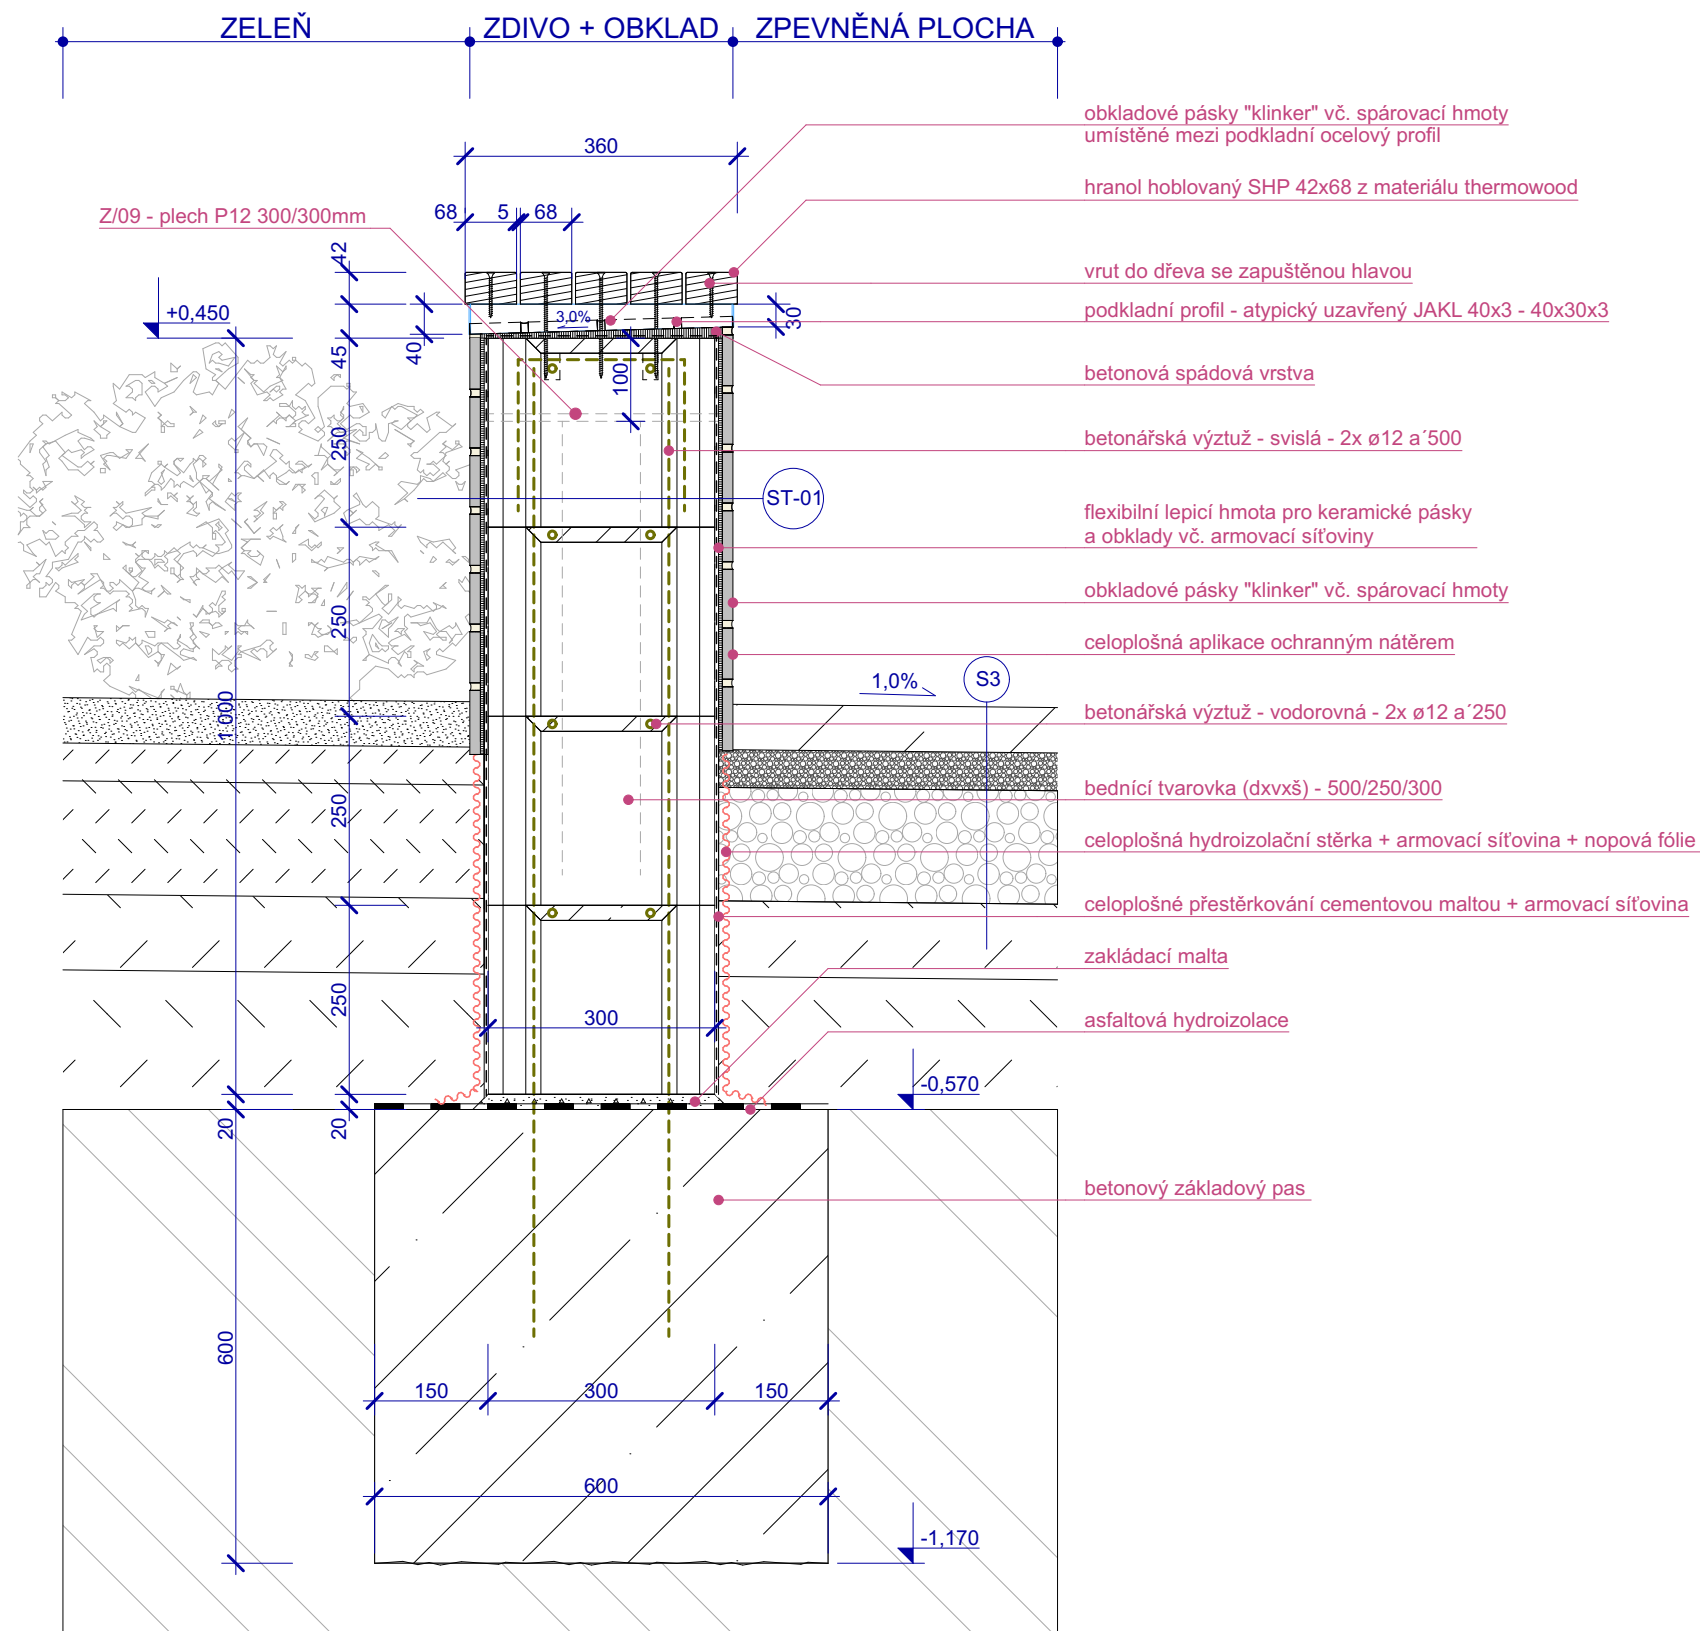 ZELEŇ
ZDIVO + OBKLAD
ZPEVNĚNÁ PLOCHA
obkladové pásky "klinker" vč. spárovací hmoty
umístěné mezi podkladní ocelový profil
360
hranol hoblovaný SHP 42x68 z materiálu thermowood
Z/09 - plech P12 300/300mm
68
5
68
42
vrut do dřeva se zapuštěnou hlavou
+0,450
podkladní profil - atypický uzavřený JAKL 40x3 - 40x30x3
3,0%
30
45
40
100
betonová spádová vrstva
betonářská výztuž - svislá - 2x ø12 a´500
250
ST-01
flexibilní lepicí hmota pro keramické pásky
a obklady vč. armovací síťoviny
obkladové pásky "klinker" vč. spárovací hmoty
250
celoplošná aplikace ochranným nátěrem
1,0%
S3
1 000
betonářská výztuž - vodorovná - 2x ø12 a´250
250
bednící tvarovka (dxvxš) - 500/250/300
celoplošná hydroizolační stěrka + armovací síťovina + nopová fólie
celoplošné přestěrkování cementovou maltou + armovací síťovina
zakládací malta
250
300
asfaltová hydroizolace
-0,570
20
20
betonový základový pas
600
150
300
150
600
-1,170